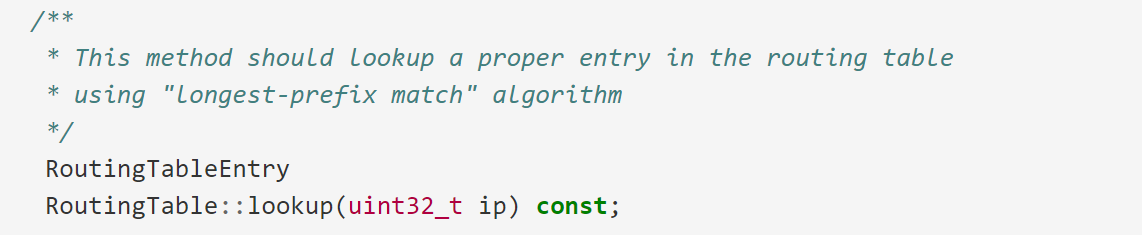 /**
 * This method should lookup a proper entry in the routing table
 * using "longest-prefix match" algorithm
 */
RoutingTableEntry
RoutingTable::lookup(uint32_t ip) const;